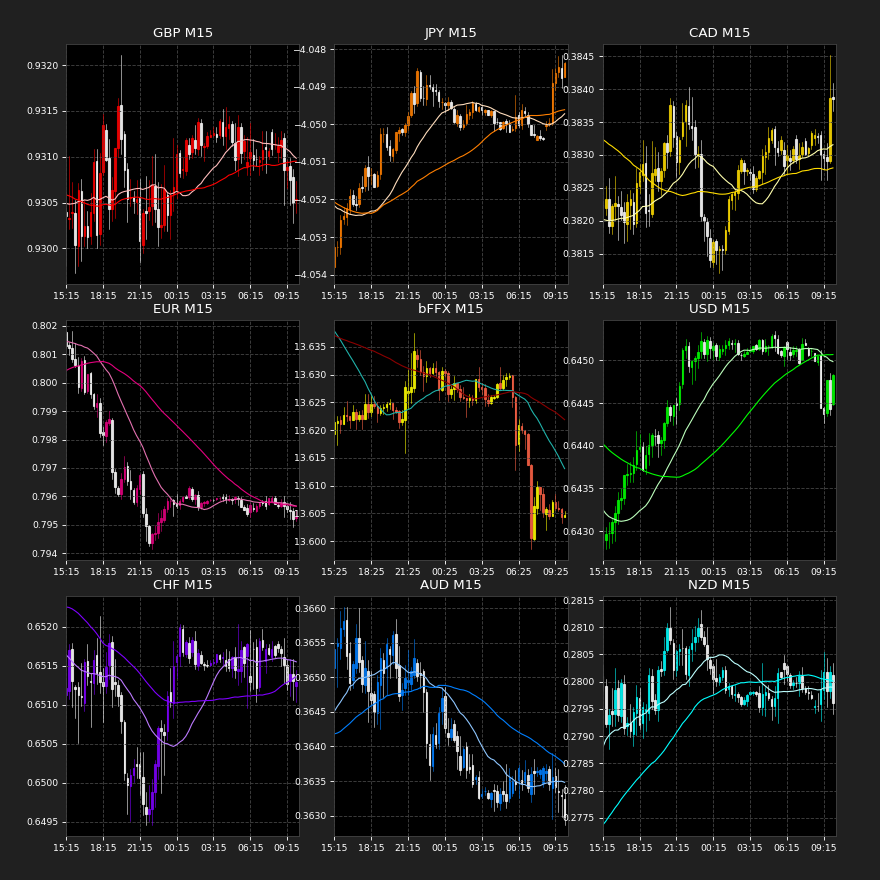 GBP M15 JPY M15 CAD M15
0.9320 0.9315 0.9310 0.9305 0.9300
−4.048 −4.049 −4.050 −4.051 −4.052 −4.053 −4.054
0.3845 0.3840 0.3835 0.3830 0.3825 0.3820 0.3815
15:15 18:15 21:15 00:15 03:15 06:15 09:15 15:15 18:15 21:15 00:15 03:15 06:15 09:15 15:15 18:15 21:15 00:15 03:15 06:15 09:15
EUR M15 bFFX M15 USD M15
0.802 0.801 0.800 0.799 0.798 0.797 0.796 0.795 0.794
13.635 13.630 13.625 13.620 13.615 13.610 13.605 13.600
0.6450 0.6445 0.6440 0.6435 0.6430
15:15 18:15 21:15 00:15 03:15 06:15 09:15 15:25 18:25 21:25 00:25 03:25 06:25 09:25 15:15 18:15 21:15 00:15 03:15 06:15 09:15
CHF M15 AUD M15 NZD M15
0.6520 0.6515 0.6510 0.6505 0.6500 0.6495
0.3660 0.3655 0.3650 0.3645 0.3640 0.3635 0.3630
0.2815 0.2810 0.2805 0.2800 0.2795 0.2790 0.2785 0.2780 0.2775
15:15 18:15 21:15 00:15 03:15 06:15 09:15 15:15 18:15 21:15 00:15 03:15 06:15 09:15 15:15 18:15 21:15 00:15 03:15 06:15 09:15